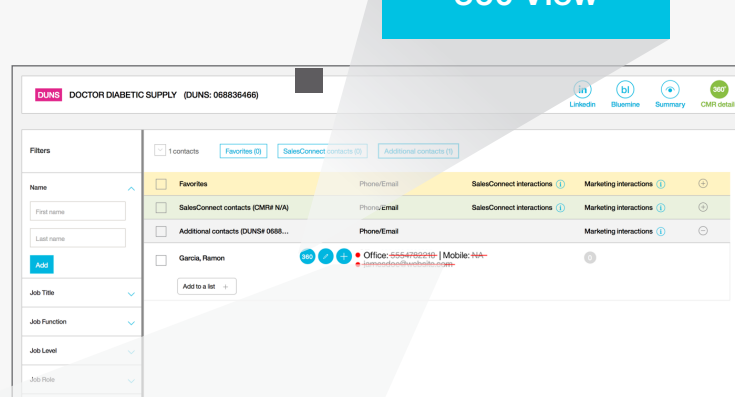 360 View
DUNS DOCTOR DIABETIC SUPPLY (DUNS: 068836466)
in bl 360°
Linkedin Bluemine Summary CMR detail
Filters
1 contacts Favorites (0) SalesConnect contacts (0) Additional contacts (1)
Name
Favorites Phone/Email SalesConnect interactions i Marketing interactions i
First name
SalesConnect contacts (CMR# N/A) Phone/Email SalesConnect interactions i Marketing interactions i
Last name
Additional contacts (DUNS# 0688... Phone/Email Marketing interactions i
Add
Garcia, Ramon 360 Office: 5554782210 | Mobile: NA 0
jamesdoe@website.com
Add to a list +
Job Title
Job Function
Job Level
Job Role